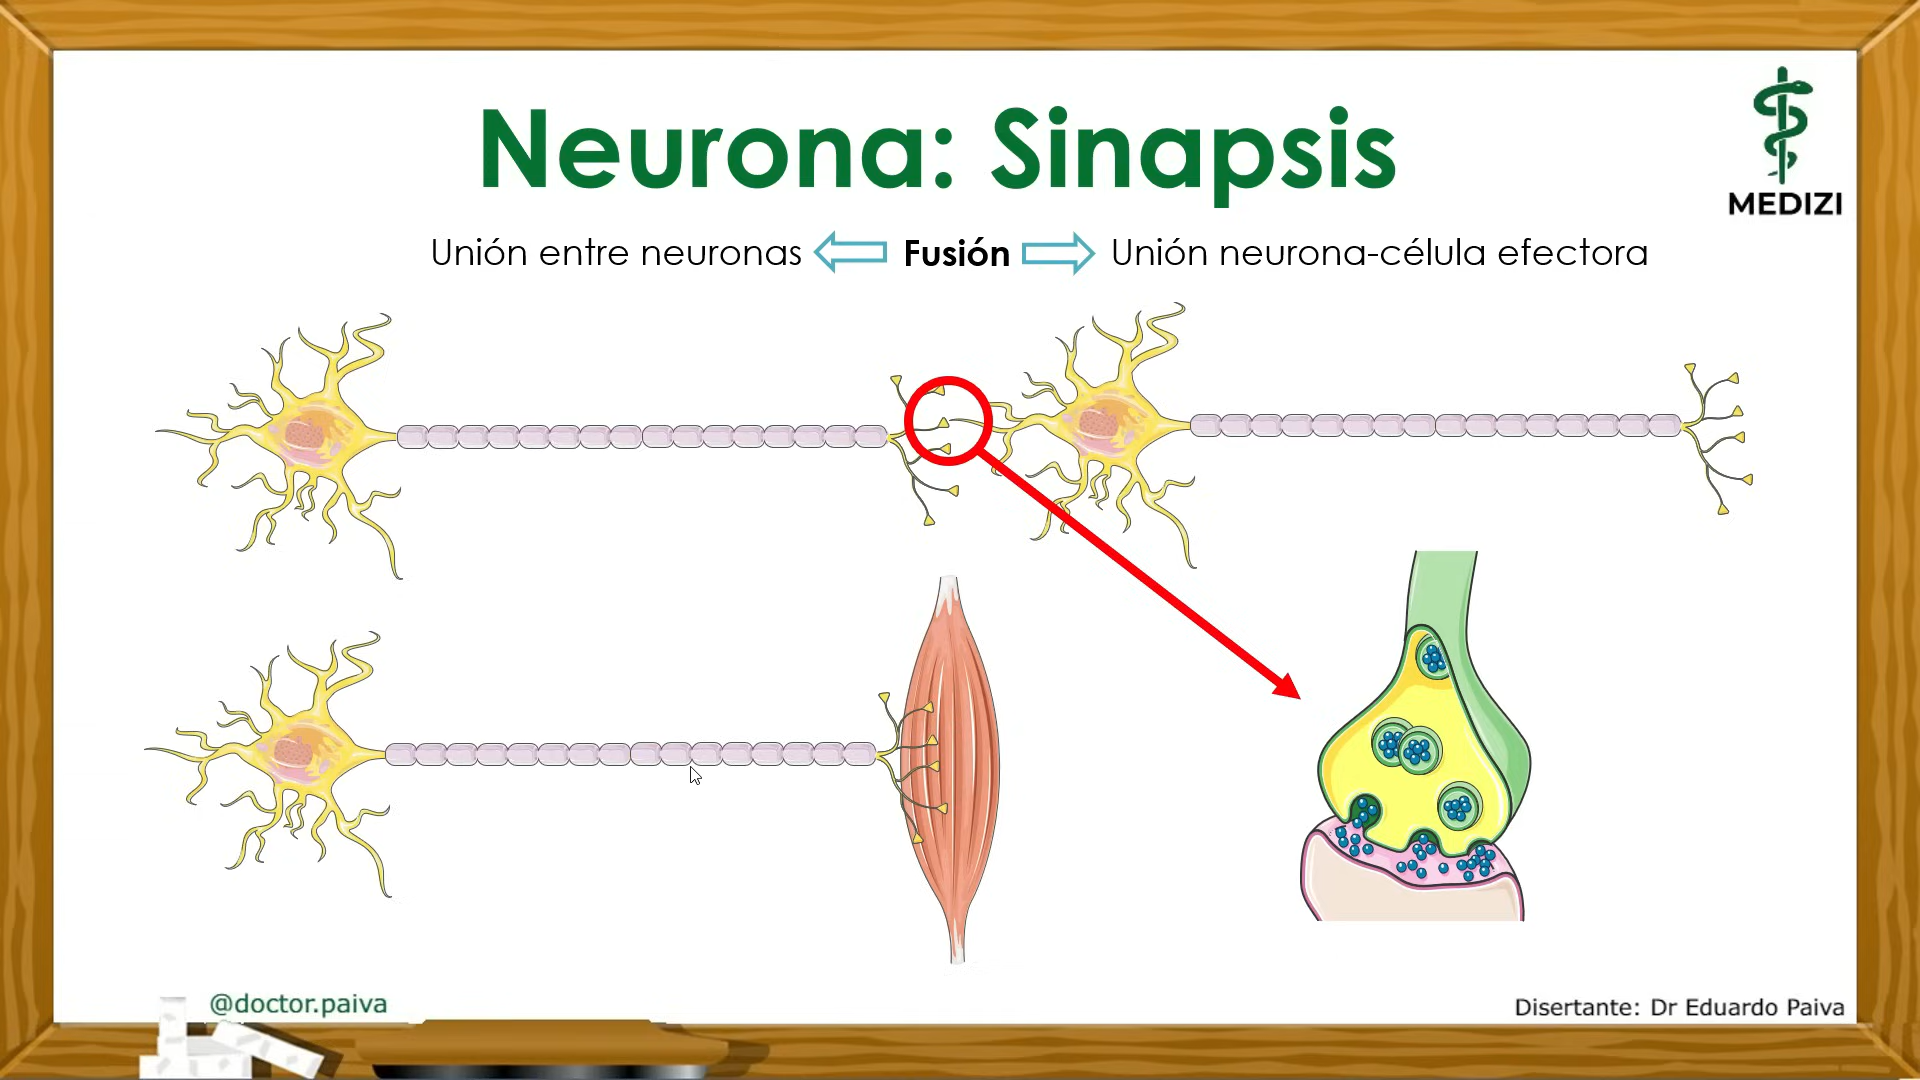 Neurona: Sinapsis
MEDIZI
Unión entre neuronas Fusión Unión neurona-célula efectora
@doctor.paiva
Disertante: Dr Eduardo Paiva